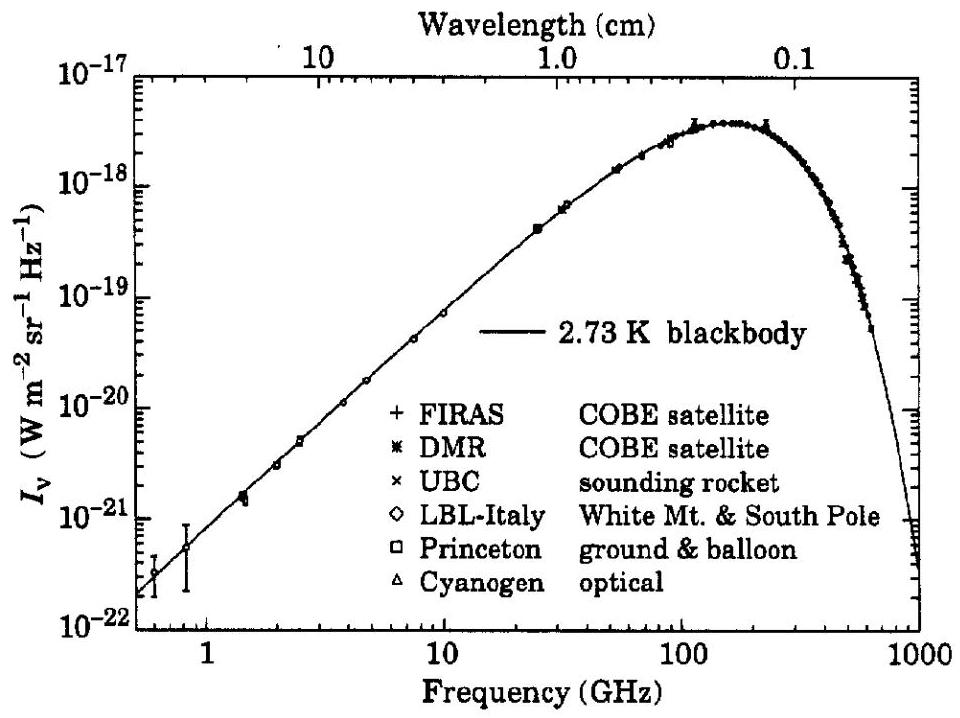 Wavelength (cm)
10 1.0 0.1
10⁻¹⁷
10⁻¹⁸
10⁻¹⁹
10⁻²⁰
10⁻²¹
10⁻²²
I_ν (W m⁻² sr⁻¹ Hz⁻¹)
2.73 K blackbody
+ FIRAS COBE satellite
⁎ DMR COBE satellite
× UBC sounding rocket
◇ LBL-Italy White Mt. & South Pole
□ Princeton ground & balloon
△ Cyanogen optical
1 10 100 1000
Frequency (GHz)